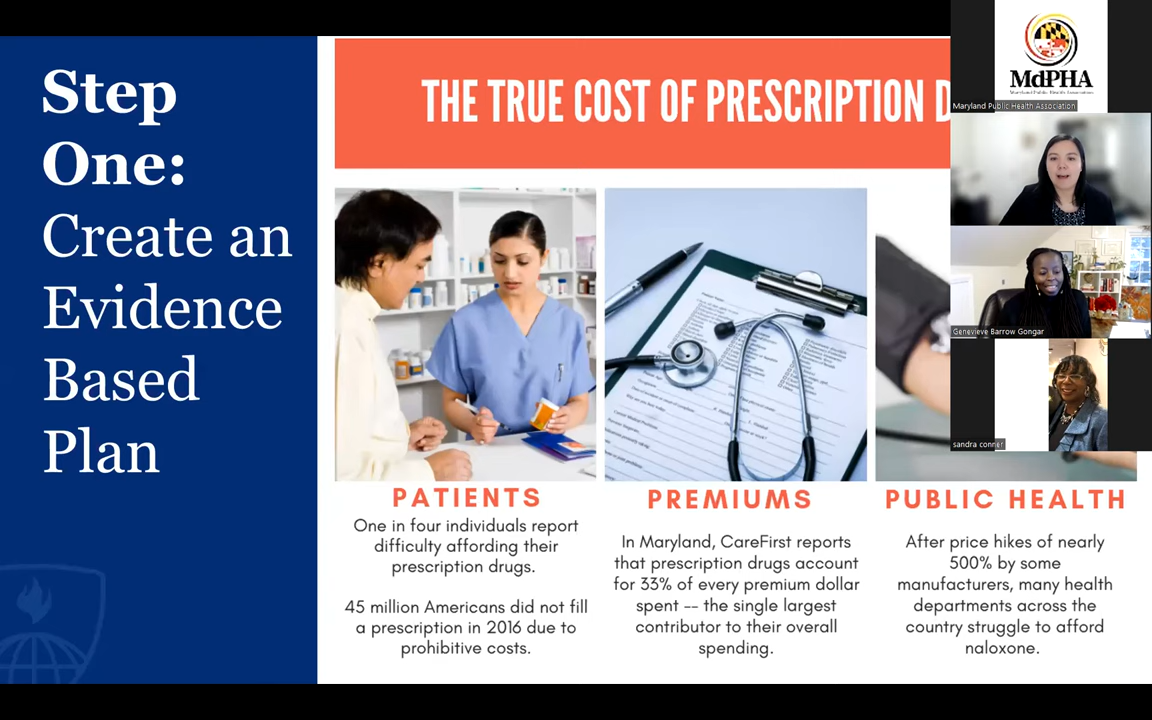 Step
One:
Create an
Evidence
Based
Plan
THE TRUE COST OF PRESCRIPTION
PATIENTS
One in four individuals report
difficulty affording their
prescription drugs.
45 million Americans did not fill
a prescription in 2016 due to
prohibitive costs.
PREMIUMS
In Maryland, CareFirst reports
that prescription drugs account
for 33% of every premium dollar
spent -- the single largest
contributor to their overall
spending.
PUBLIC HEALTH
After price hikes of nearly
500% by some
manufacturers, many health
departments across the
country struggle to afford
naloxone.
MdPHA
Maryland Public Health Association
Maryland Public Health Association
Genevieve Barrow Gongar
sandra conner